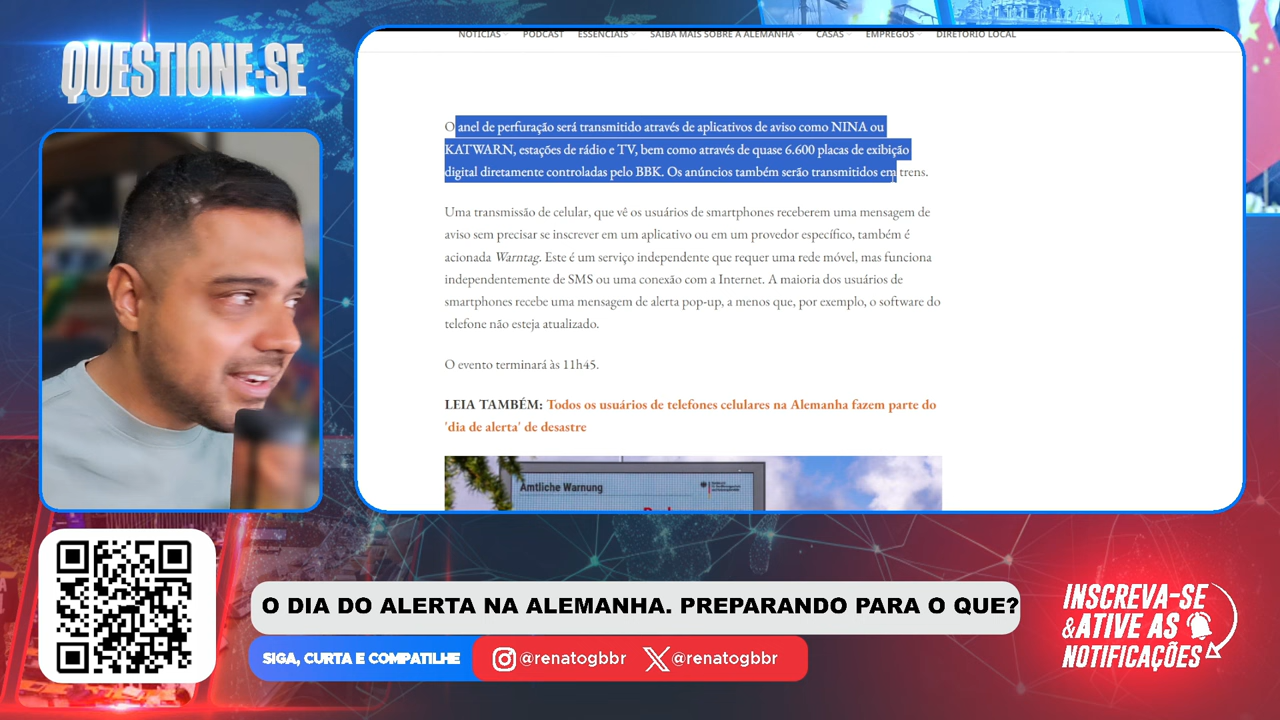 QUESTIONE-SE
NOTÍCIAS
PODCAST
ESSENCIAIS
SAIBA MAIS SOBRE A ALEMANHA
CASAS
EMPREGOS
DIRETÓRIO LOCAL
O anel de perfuração será transmitido através de aplicativos de aviso como NINA ou
KATWARN, estações de rádio e TV, bem como através de quase 6.600 placas de exibição
digital diretamente controladas pelo BBK. Os anúncios também serão transmitidos em trens.
Uma transmissão de celular, que vê os usuários de smartphones receberem uma mensagem de
aviso sem precisar se inscrever em um aplicativo ou em um provedor específico, também é
acionada Warntag. Este é um serviço independente que requer uma rede móvel, mas funciona
independentemente de SMS ou uma conexão com a Internet. A maioria dos usuários de
smartphones recebe uma mensagem de alerta pop-up, a menos que, por exemplo, o software do
telefone não esteja atualizado.
O evento terminará às 11h45.
LEIA TAMBÉM: Todos os usuários de telefones celulares na Alemanha fazem parte do
'dia de alerta' de desastre
Amtliche Warnung
O DIA DO ALERTA NA ALEMANHA. PREPARANDO PARA O QUE?
SIGA, CURTA E COMPATILHE
@renatogbbr
@renatogbbr
INSCREVA-SE
&ATIVE AS
NOTIFICAÇÕES